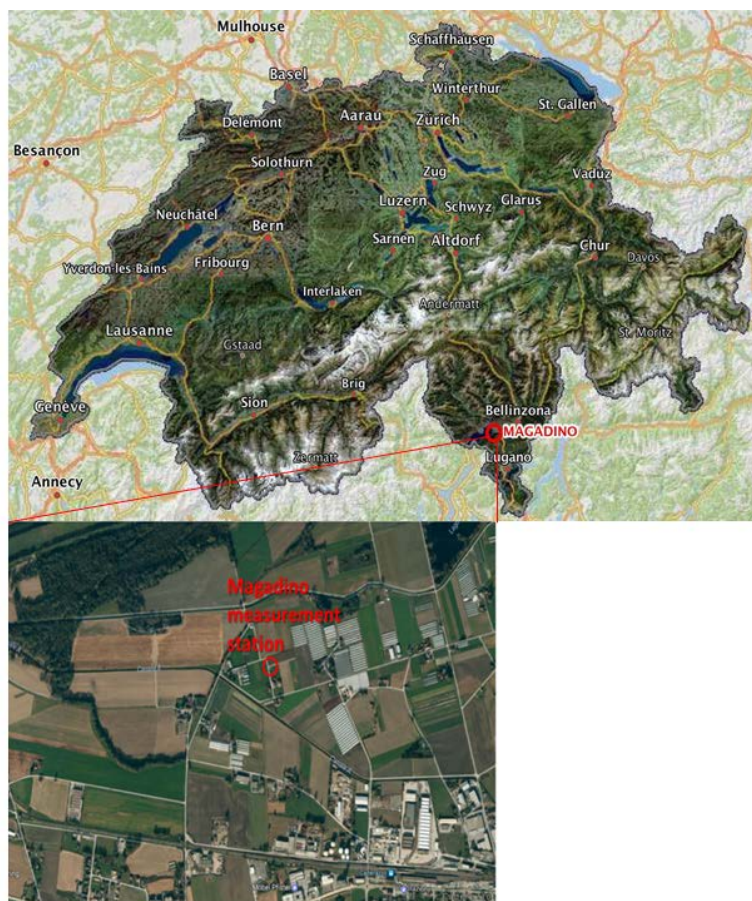 Mulhouse
Schaffhausen
Basel
Winterthur
St. Gallen
Delemont
Aarau
Zürich
Besançon
Solothurn
Zug
Vaduz
Luzern
Neuchâtel
Schwyz
Glarus
Bern
Sarnen
Altdorf
Chur
Davos
Yverdon-les-Bains
Fribourg
Interlaken
Andermatt
Lausanne
Gstaad
St. Moritz
Brig
Sion
Genève
Bellinzona
MAGADINO
Zermatt
Lugano
Annecy
Magadino
measurement
station
Möbel Pfister